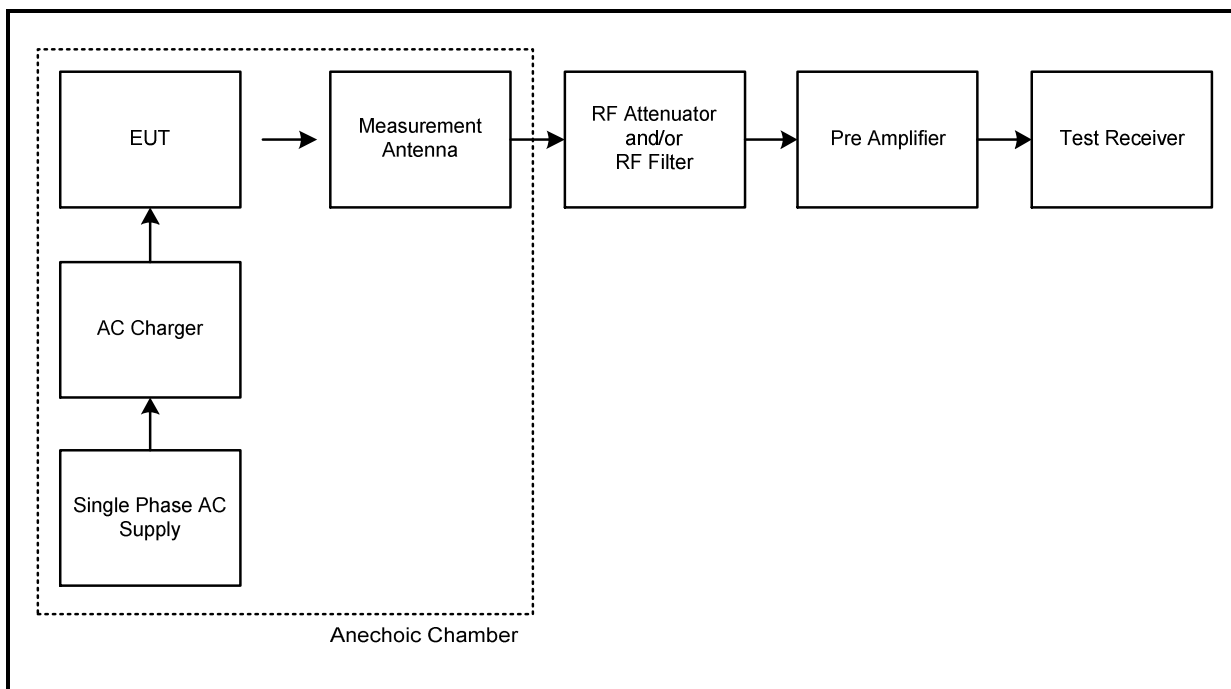 EUT
Measurement
Antenna
RF Attenuator
and/or
RF Filter
Pre Amplifier
Test Receiver
AC Charger
Single Phase AC
Supply
Anechoic Chamber